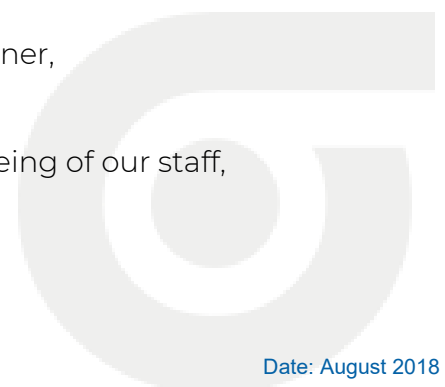 ner,
eing of our staff,
Date: August 2018